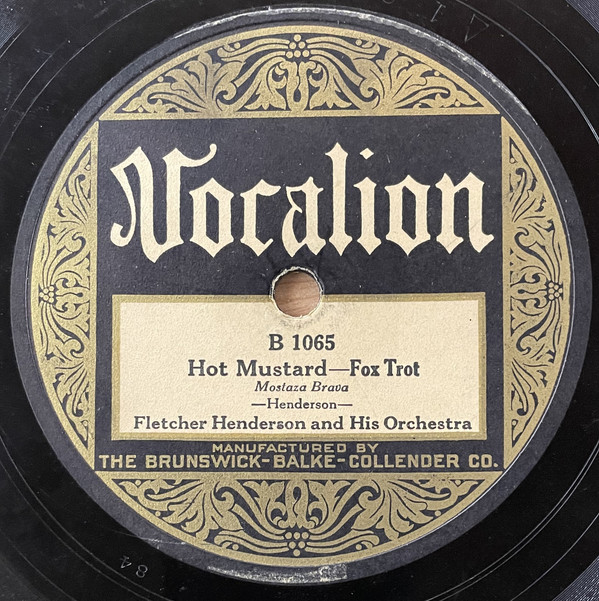 Vocalion
B 1065
Hot Mustard—Fox Trot
Mostaza Brava
—Henderson—
Fletcher Henderson and His Orchestra
MANUFACTURED BY
THE BRUNSWICK-BALKE-COLLENDER CO.
84